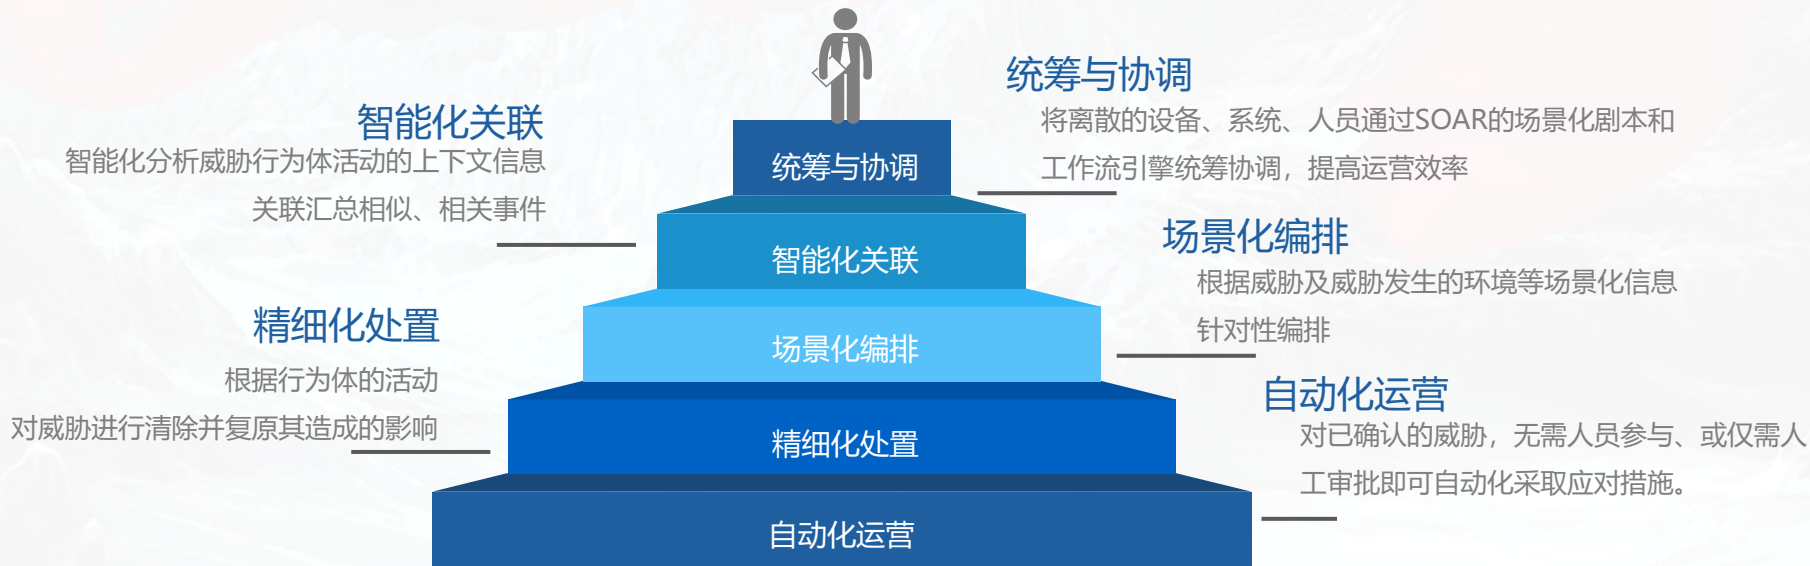 统筹与协调
将离散的设备、系统、人员通过SOAR的场景化剧本和
工作流引擎统筹协调，提高运营效率
智能化关联
智能化分析威胁行为体活动的上下文信息
关联汇总相似、相关事件
统筹与协调
场景化编排
根据威胁及威胁发生的环境等场景化信息
针对性编排
智能化关联
精细化处置
根据行为体的活动
对威胁进行清除并复原其造成的影响
场景化编排
自动化运营
对已确认的威胁，无需人员参与、或仅需人
工审批即可自动化采取应对措施。
精细化处置
自动化运营